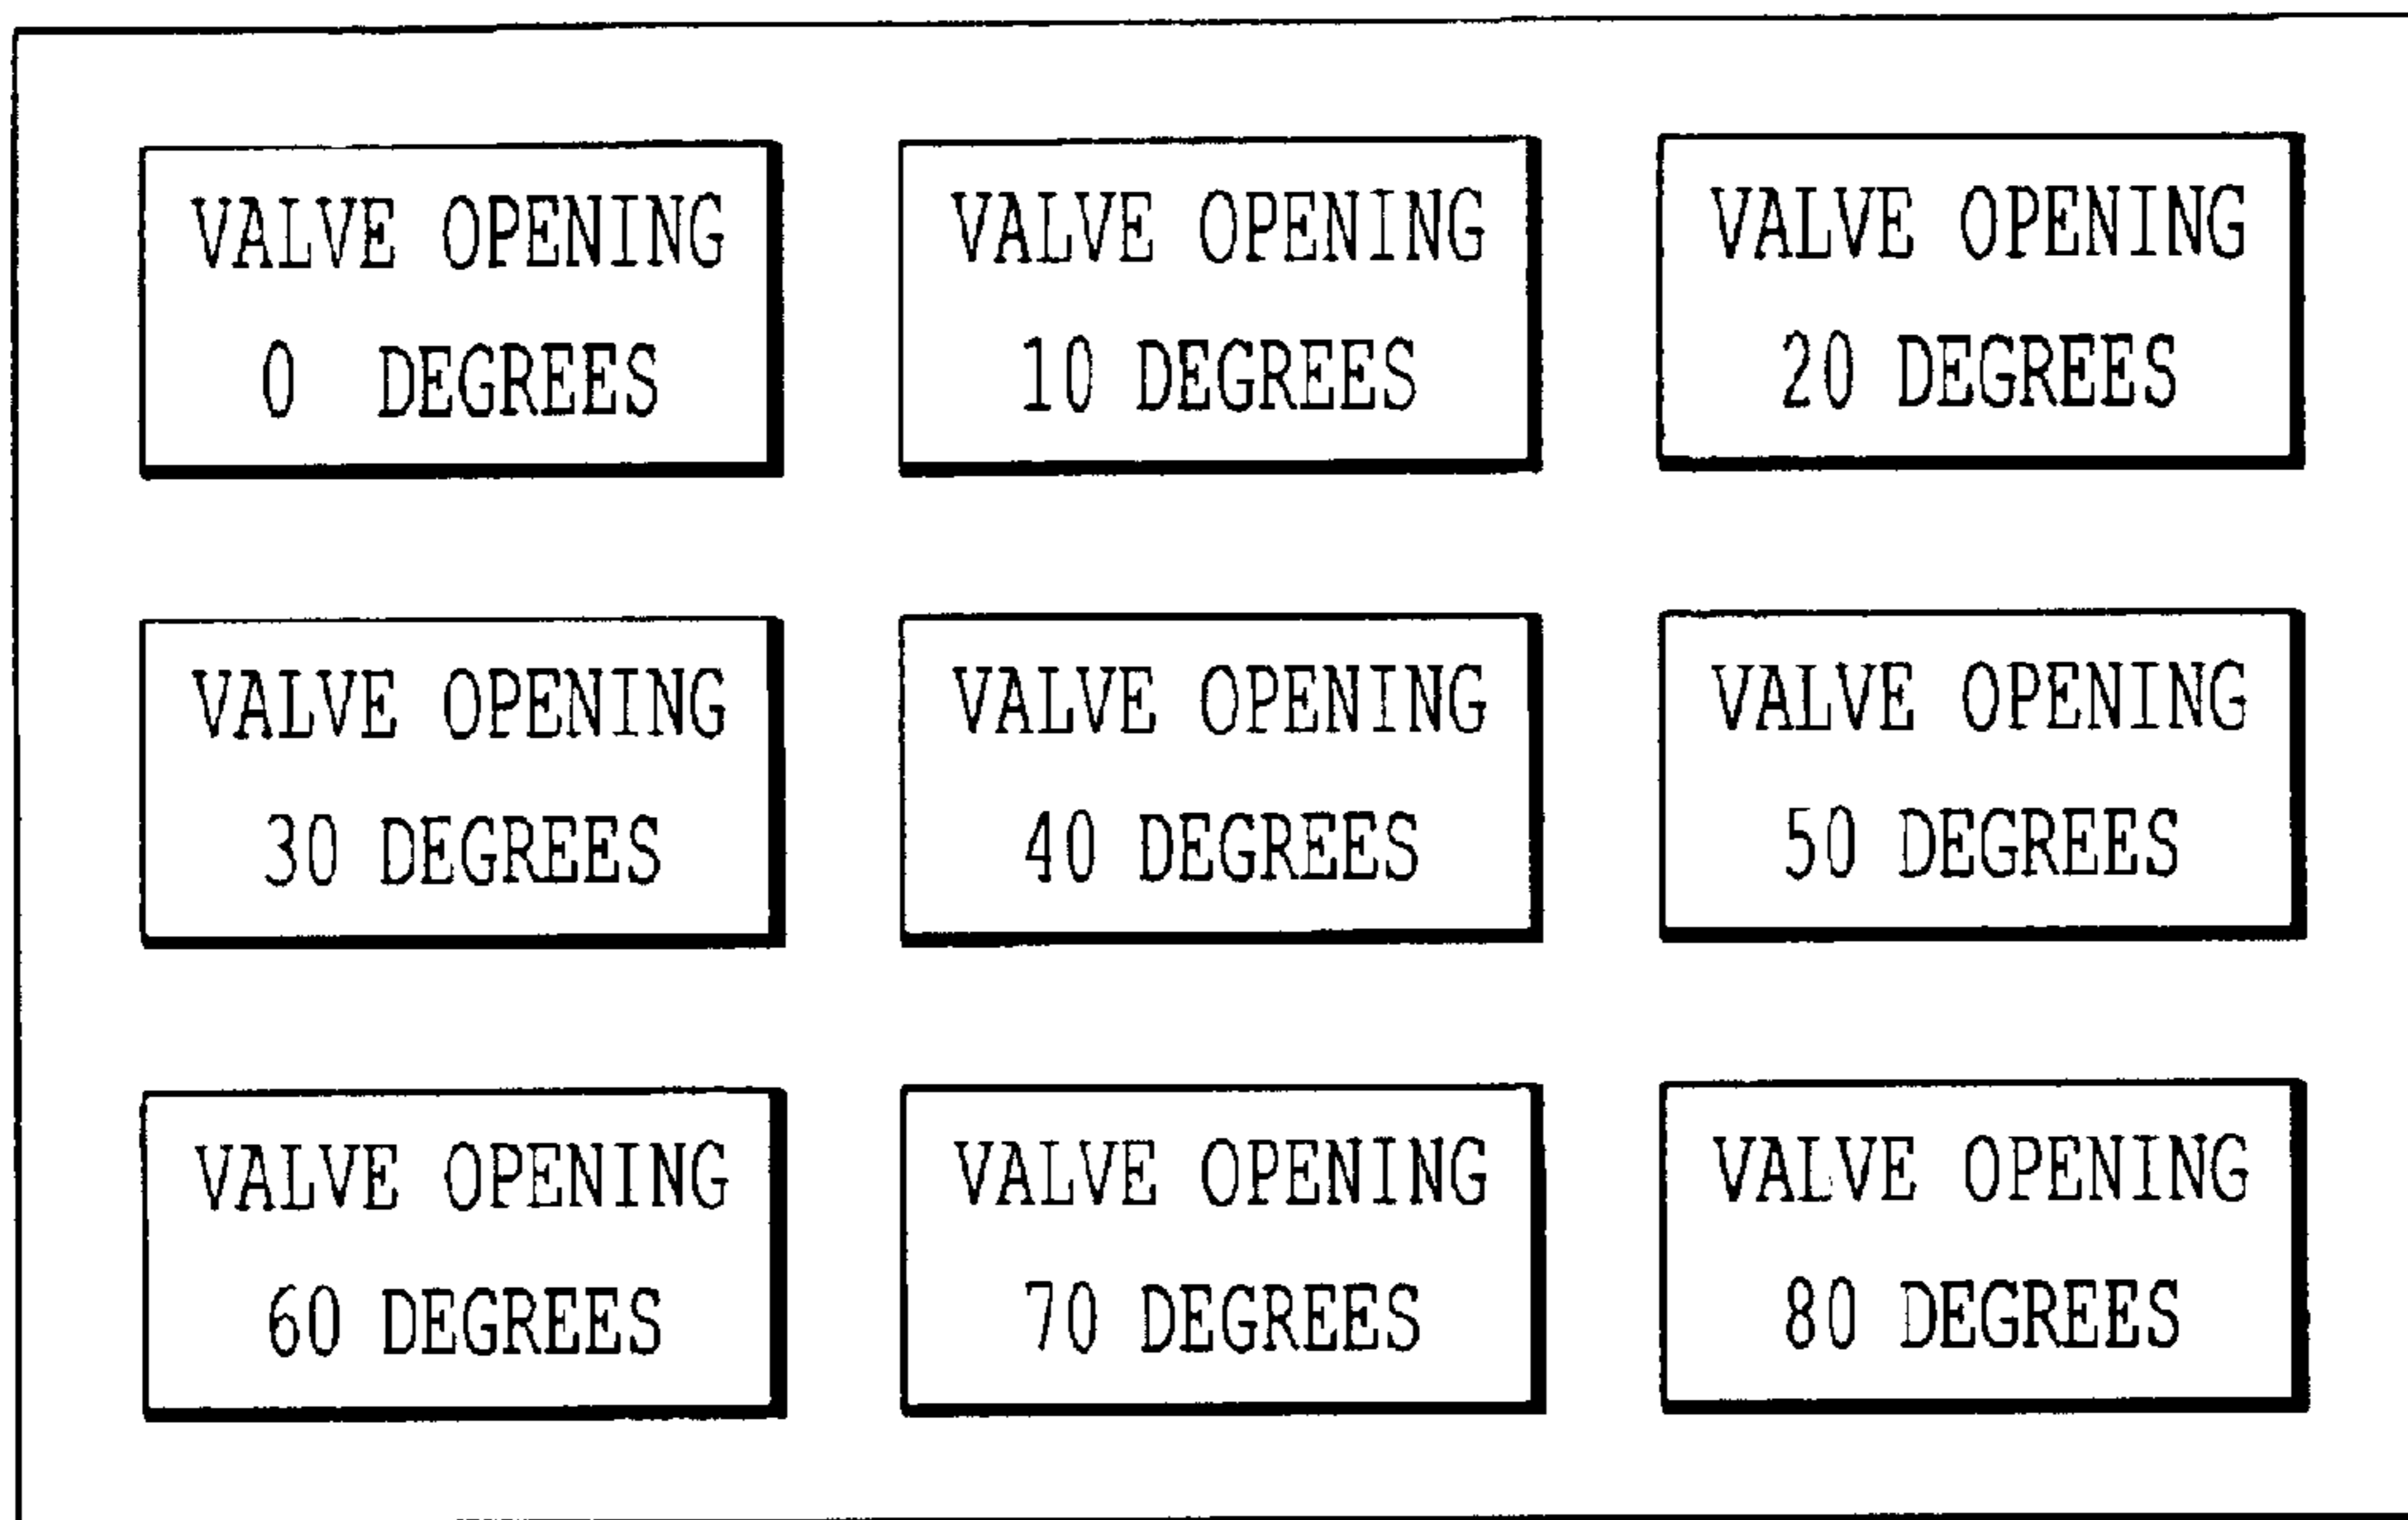 VALVE OPENING
0 DEGREES
VALVE OPENING
10 DEGREES
VALVE OPENING
20 DEGREES
VALVE OPENING
30 DEGREES
VALVE OPENING
40 DEGREES
VALVE OPENING
50 DEGREES
VALVE OPENING
60 DEGREES
VALVE OPENING
70 DEGREES
VALVE OPENING
80 DEGREES